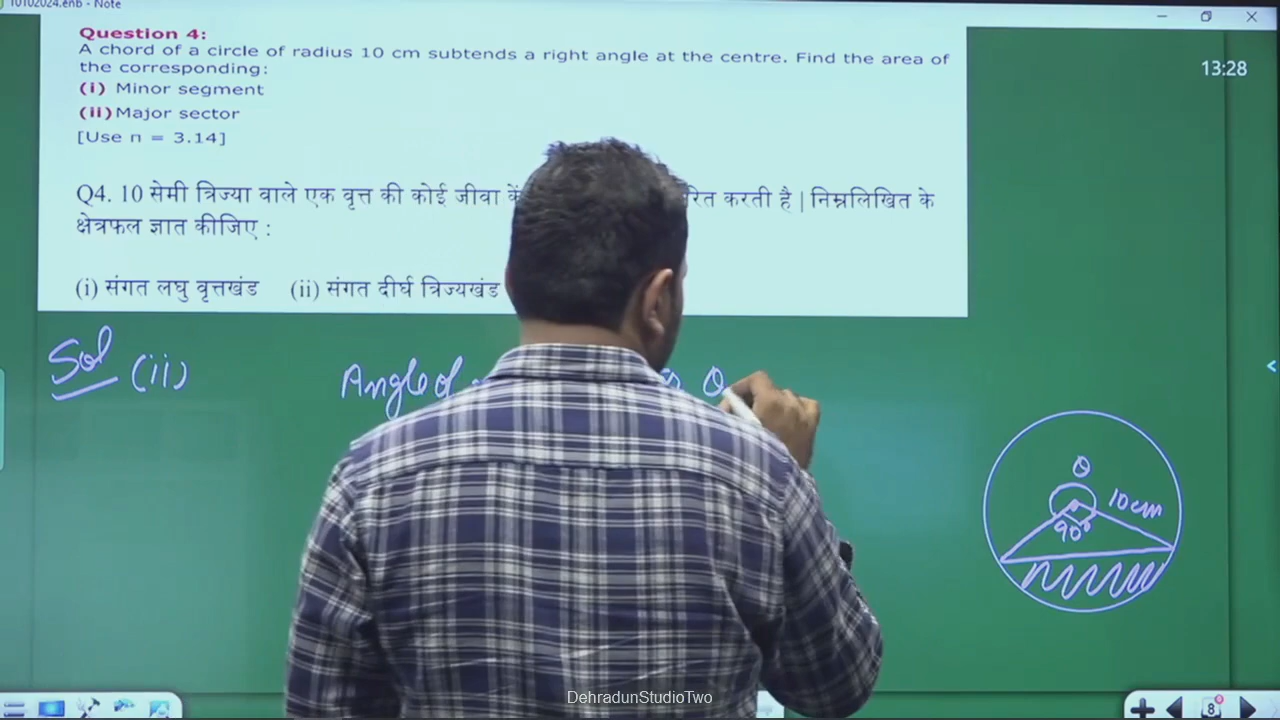 10102024.enb - Note
Question 4:
A chord of a circle of radius 10 cm subtends a right angle at the centre. Find the area of
the corresponding:
13:28
(i) Minor segment
(ii) Major sector
[Use п = 3.14]
Q4. 10 सेमी त्रिज्या वाले एक वृत्त की कोई जीवा रित करती है | निम्नलिखित के
क्षेत्रफल ज्ञात कीजिए :
(i) संगत लघु वृत्तखंड (ii) संगत दीर्घ त्रिज्यखंड
Sol (ii) Angle of θ
θ
10cm
90°
8
DehradunStudioTwo